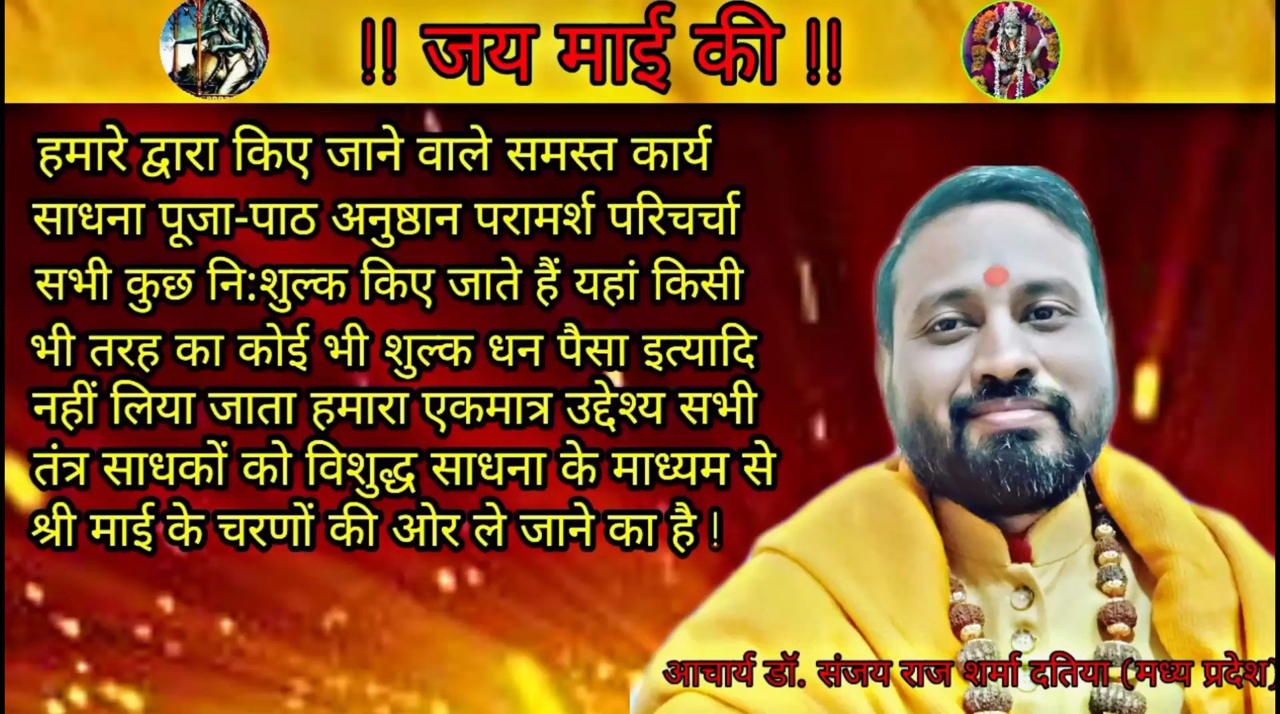 !! जय माई की !!
हमारे द्वारा किए जाने वाले समस्त कार्य
साधना पूजा-पाठ अनुष्ठान परामर्श परिचर्चा
सभी कुछ नि:शुल्क किए जाते हैं यहां किसी
भी तरह का कोई भी शुल्क धन पैसा इत्यादि
नहीं लिया जाता हमारा एकमात्र उद्देश्य सभी
तंत्र साधकों को विशुद्ध साधना के माध्यम से
श्री माई के चरणों की ओर ले जाने का है !
आचार्य डॉ. संजय राज शर्मा दतिया (मध्य प्रदेश)